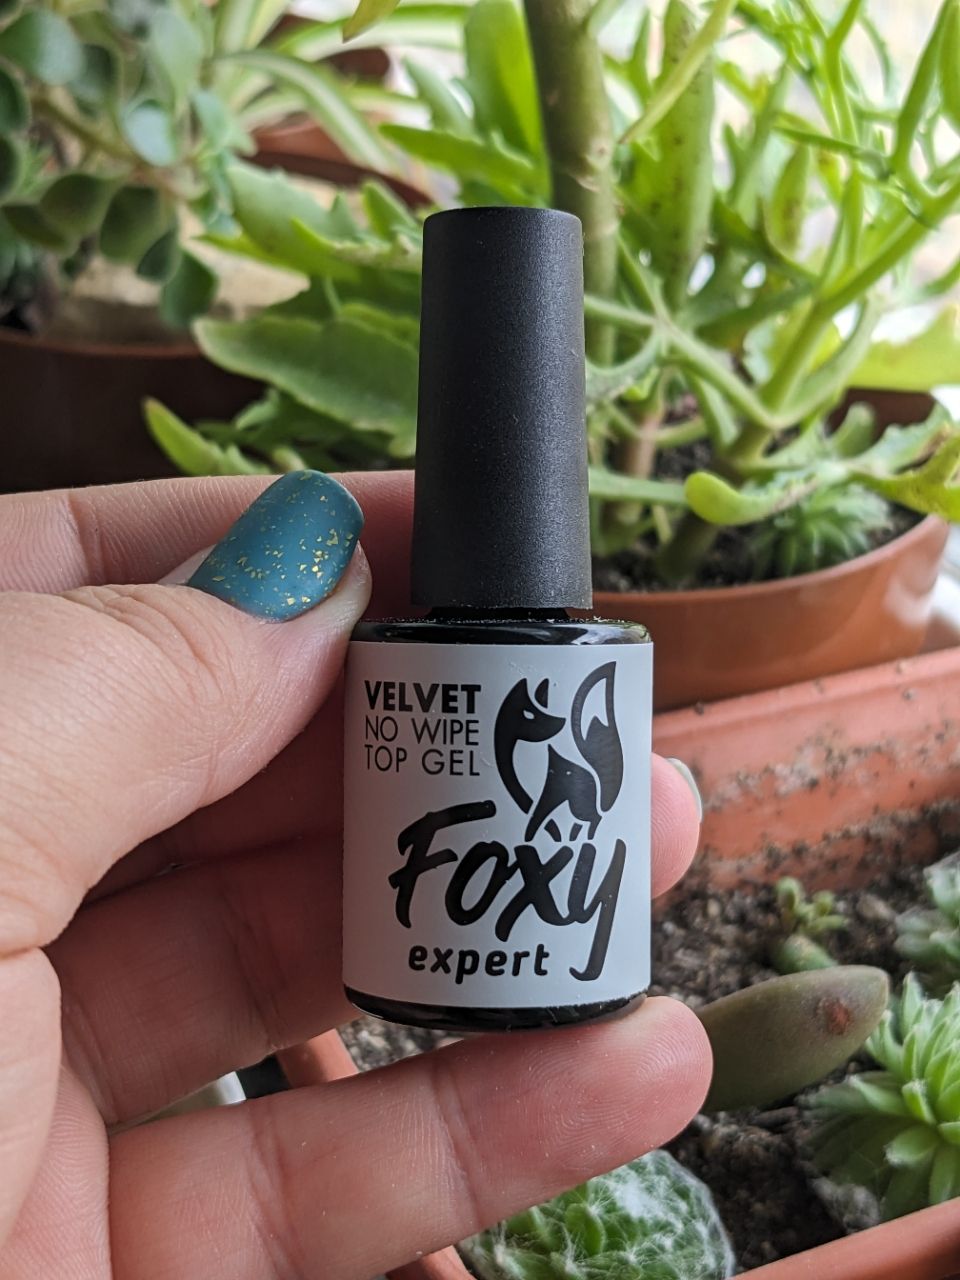 VELVET
NO WIPE
TOP GEL
Foxy
expert